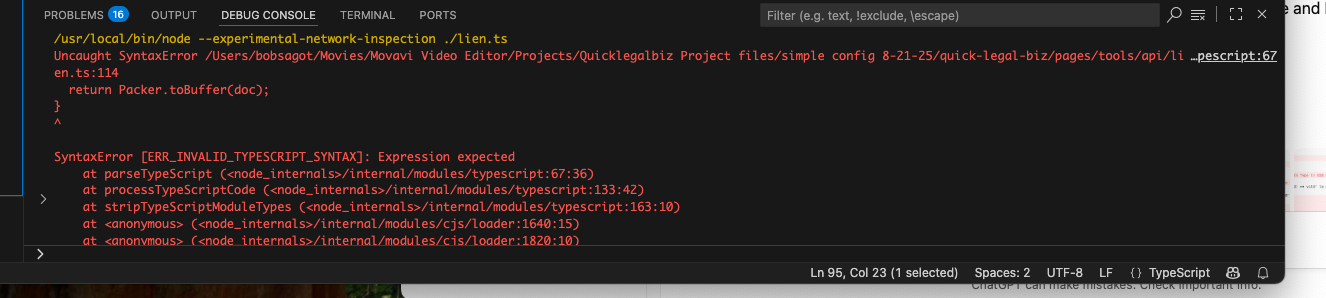 PROBLEMS 16 OUTPUT DEBUG CONSOLE TERMINAL PORTS Filter (e.g. text, !exclude, \escape)
/usr/local/bin/node --experimental-network-inspection ./lien.ts
Uncaught SyntaxError /Users/bobsagot/Movies/Movavi Video Editor/Projects/Quicklegalbiz Project files/simple config 8-21-25/quick-legal-biz/pages/tools/api/li …pescript:67
en.ts:114
  return Packer.toBuffer(doc);
}
^
SyntaxError [ERR_INVALID_TYPESCRIPT_SYNTAX]: Expression expected
    at parseTypeScript (<node_internals>/internal/modules/typescript:67:36)
    at processTypeScriptCode (<node_internals>/internal/modules/typescript:133:42)
    at stripTypeScriptModuleTypes (<node_internals>/internal/modules/typescript:163:10)
    at <anonymous> (<node_internals>/internal/modules/cjs/loader:1640:15)
    at <anonymous> (<node_internals>/internal/modules/cjs/loader:1820:10)
Ln 95, Col 23 (1 selected) Spaces: 2 UTF-8 LF {} TypeScript
ChatGPT can make mistakes. Check important info.